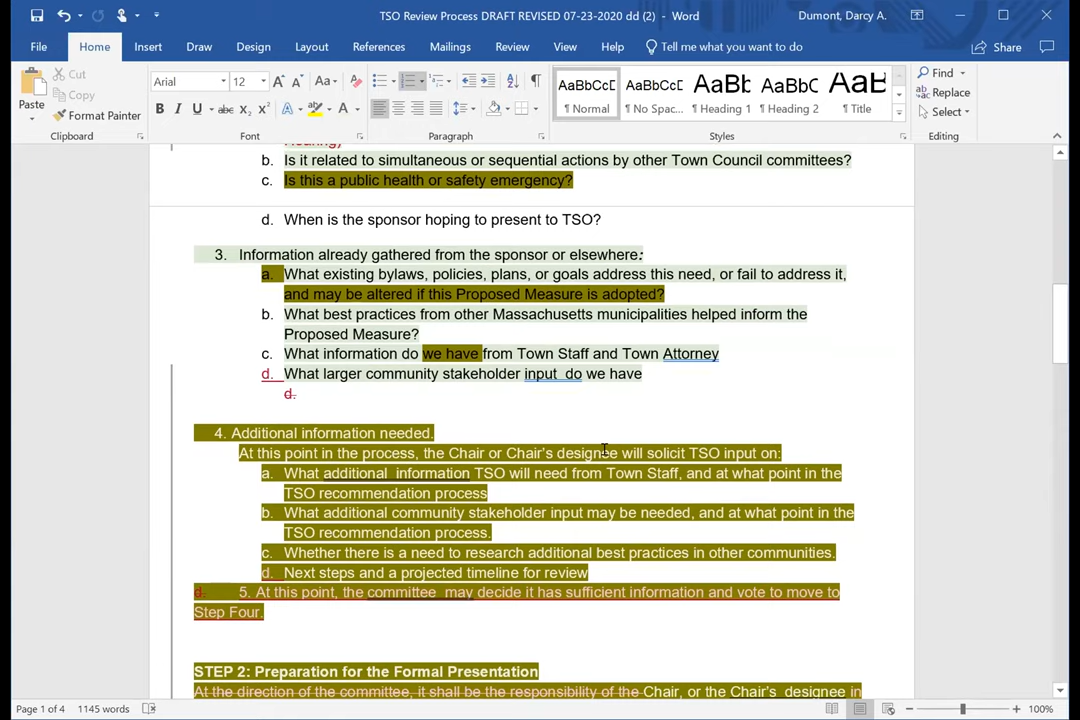 TSO Review Process DRAFT REVISED 07-23-2020 dd (2) - Word
Dumont, Darcy A.
File Home Insert Draw Design Layout References Mailings Review View Help Tell me what you want to do Share
Paste
Cut
Copy
Format Painter
Clipboard
Arial 12
Font
Paragraph
AaBbCcDd AaBbCcDd AaBbCc AaBbCcD AaB
¶ Normal ¶ No Spac... ¶ Heading 1 ¶ Heading 2 ¶ Title
Styles
Find
Replace
Select
Editing
b. Is it related to simultaneous or sequential actions by other Town Council committees?
c. Is this a public health or safety emergency?
d. When is the sponsor hoping to present to TSO?
3. Information already gathered from the sponsor or elsewhere:
a. What existing bylaws, policies, plans, or goals address this need, or fail to address it,
and may be altered if this Proposed Measure is adopted?
b. What best practices from other Massachusetts municipalities helped inform the
Proposed Measure?
c. What information do we have from Town Staff and Town Attorney
d. What larger community stakeholder input do we have
d.
4. Additional information needed.
At this point in the process, the Chair or Chair's designee will solicit TSO input on:
a. What additional information TSO will need from Town Staff, and at what point in the
TSO recommendation process
b. What additional community stakeholder input may be needed, and at what point in the
TSO recommendation process.
c. Whether there is a need to research additional best practices in other communities.
d. Next steps and a projected timeline for review
d. 5. At this point, the committee may decide it has sufficient information and vote to move to
Step Four.
STEP 2: Preparation for the Formal Presentation
At the direction of the committee, it shall be the responsibility of the Chair, or the Chair's designee in
Page 1 of 4 1145 words 100%